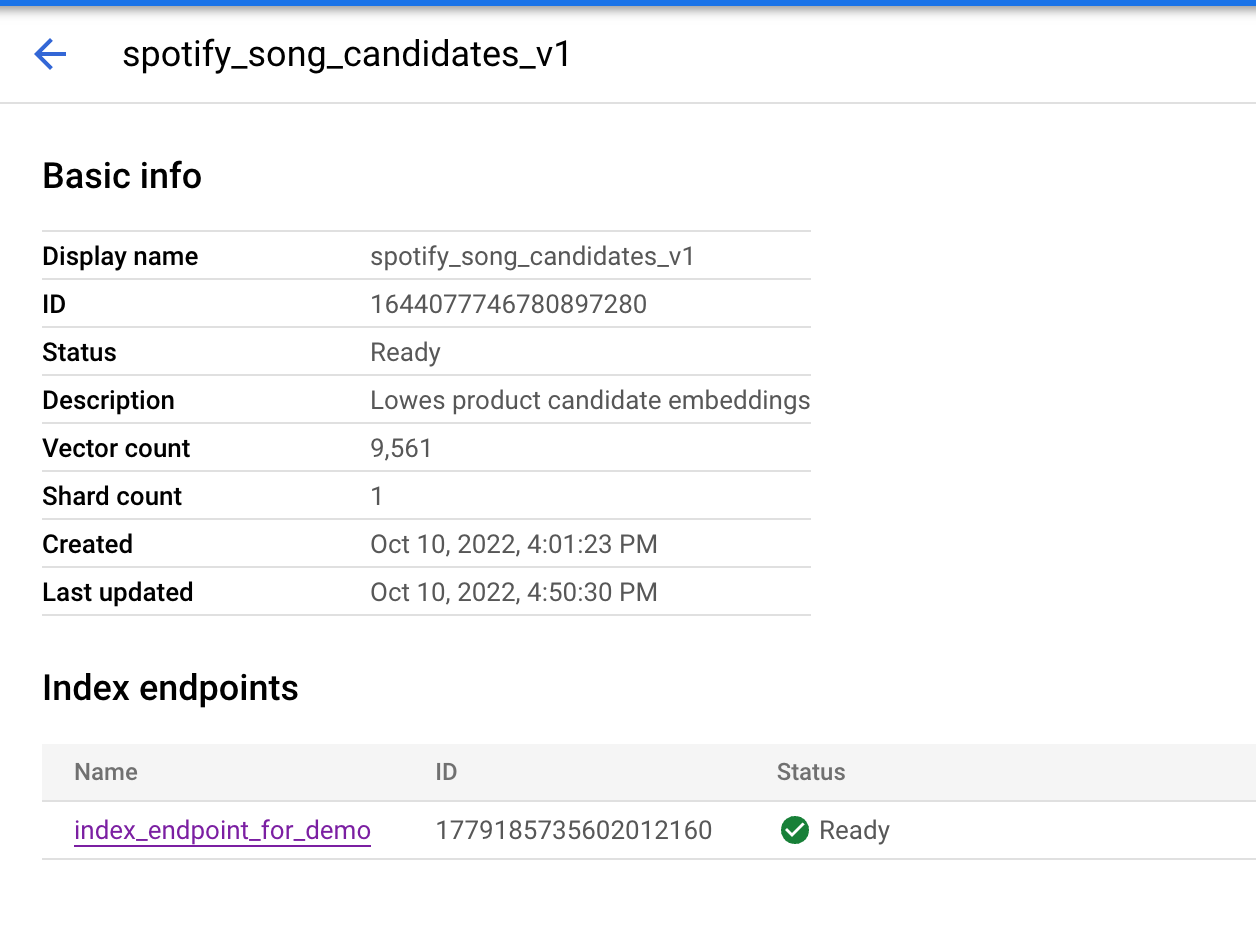 spotify_song_candidates_v1
Basic info
Display name spotify_song_candidates_v1
ID 1644077746780897280
Status Ready
Description Lowes product candidate embeddings
Vector count 9,561
Shard count 1
Created Oct 10, 2022, 4:01:23 PM
Last updated Oct 10, 2022, 4:50:30 PM
Index endpoints
Name ID Status
index_endpoint_for_demo 1779185735602012160 Ready